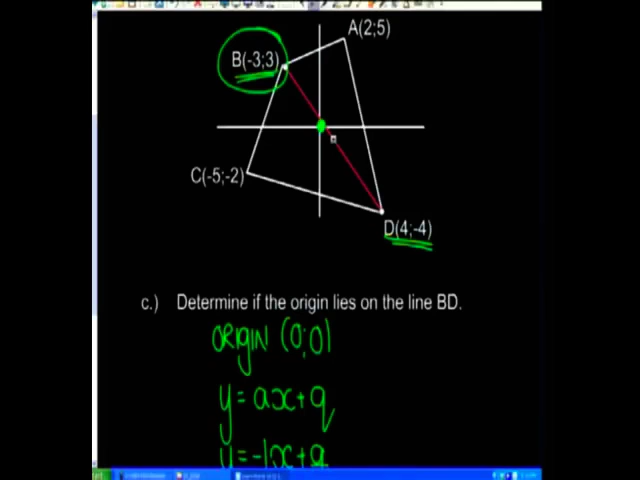 A(2;5)
B(-3;3)
C(-5;-2)
D(4;-4)
c.) Determine if the origin lies on the line BD.
ORIGIN (0;0)
y = ax + q
y = -1x + q